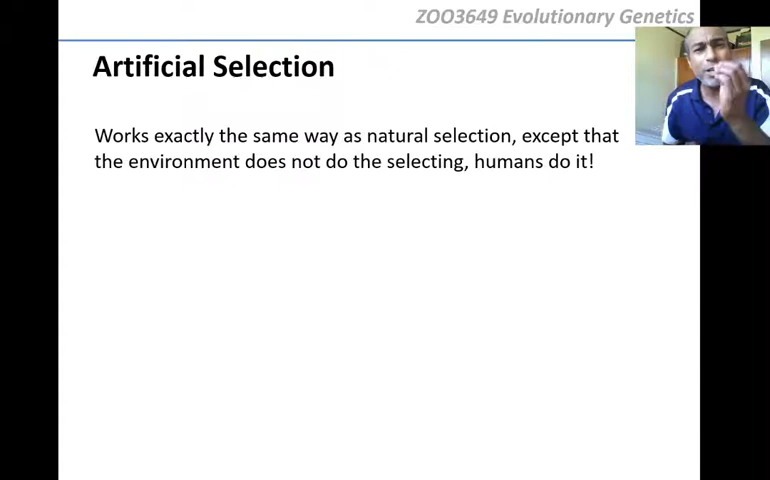 ZOO3649 Evolutionary Genetics
Artificial Selection
Works exactly the same way as natural selection, except that
the environment does not do the selecting, humans do it!